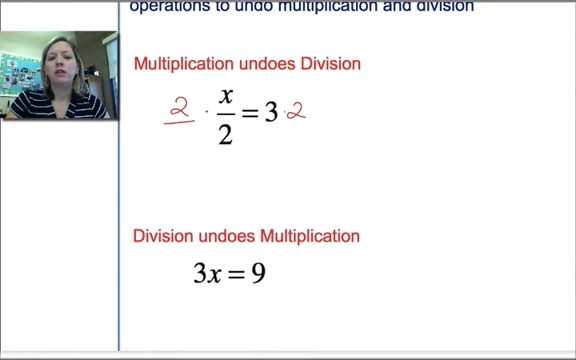 operations to undo multiplication and division
Multiplication undoes Division
2 · x/2 = 3 · 2
Division undoes Multiplication
3x = 9